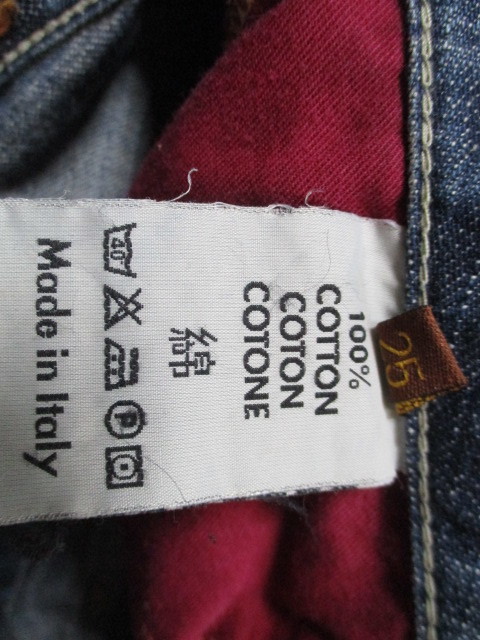 100%
COTTON
COTON
COTONE
綿
40°
P
Made in Italy
25